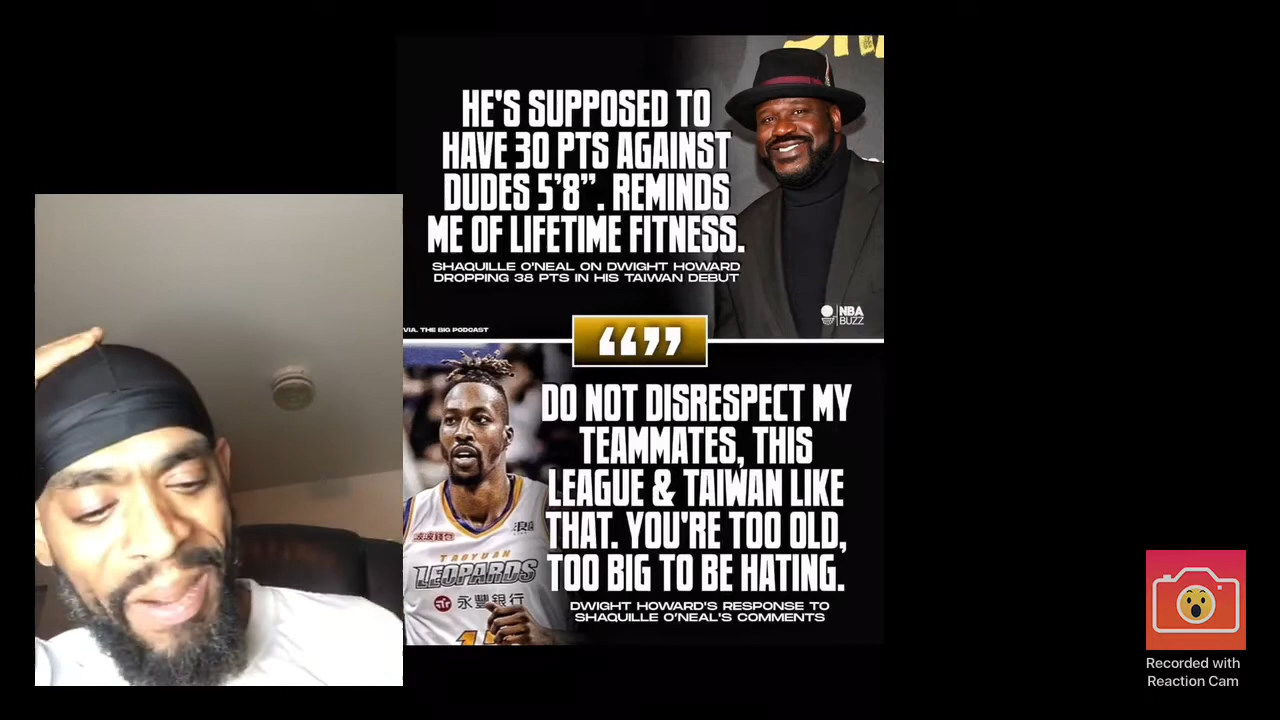 HE'S SUPPOSED TO
HAVE 30 PTS AGAINST
DUDES 5'8”. REMINDS
ME OF LIFETIME FITNESS.
SHAQUILLE O'NEAL ON DWIGHT HOWARD
DROPPING 38 PTS IN HIS TAIWAN DEBUT
NBA
BUZZ
VIA. THE BIG PODCAST
“”
DO NOT DISRESPECT MY
TEAMMATES, THIS
LEAGUE & TAIWAN LIKE
THAT. YOU'RE TOO OLD,
TOO BIG TO BE HATING.
DWIGHT HOWARD'S RESPONSE TO
SHAQUILLE O'NEAL'S COMMENTS
TAOYUAN
LEOPARDS
永豐銀行
Recorded with
Reaction Cam